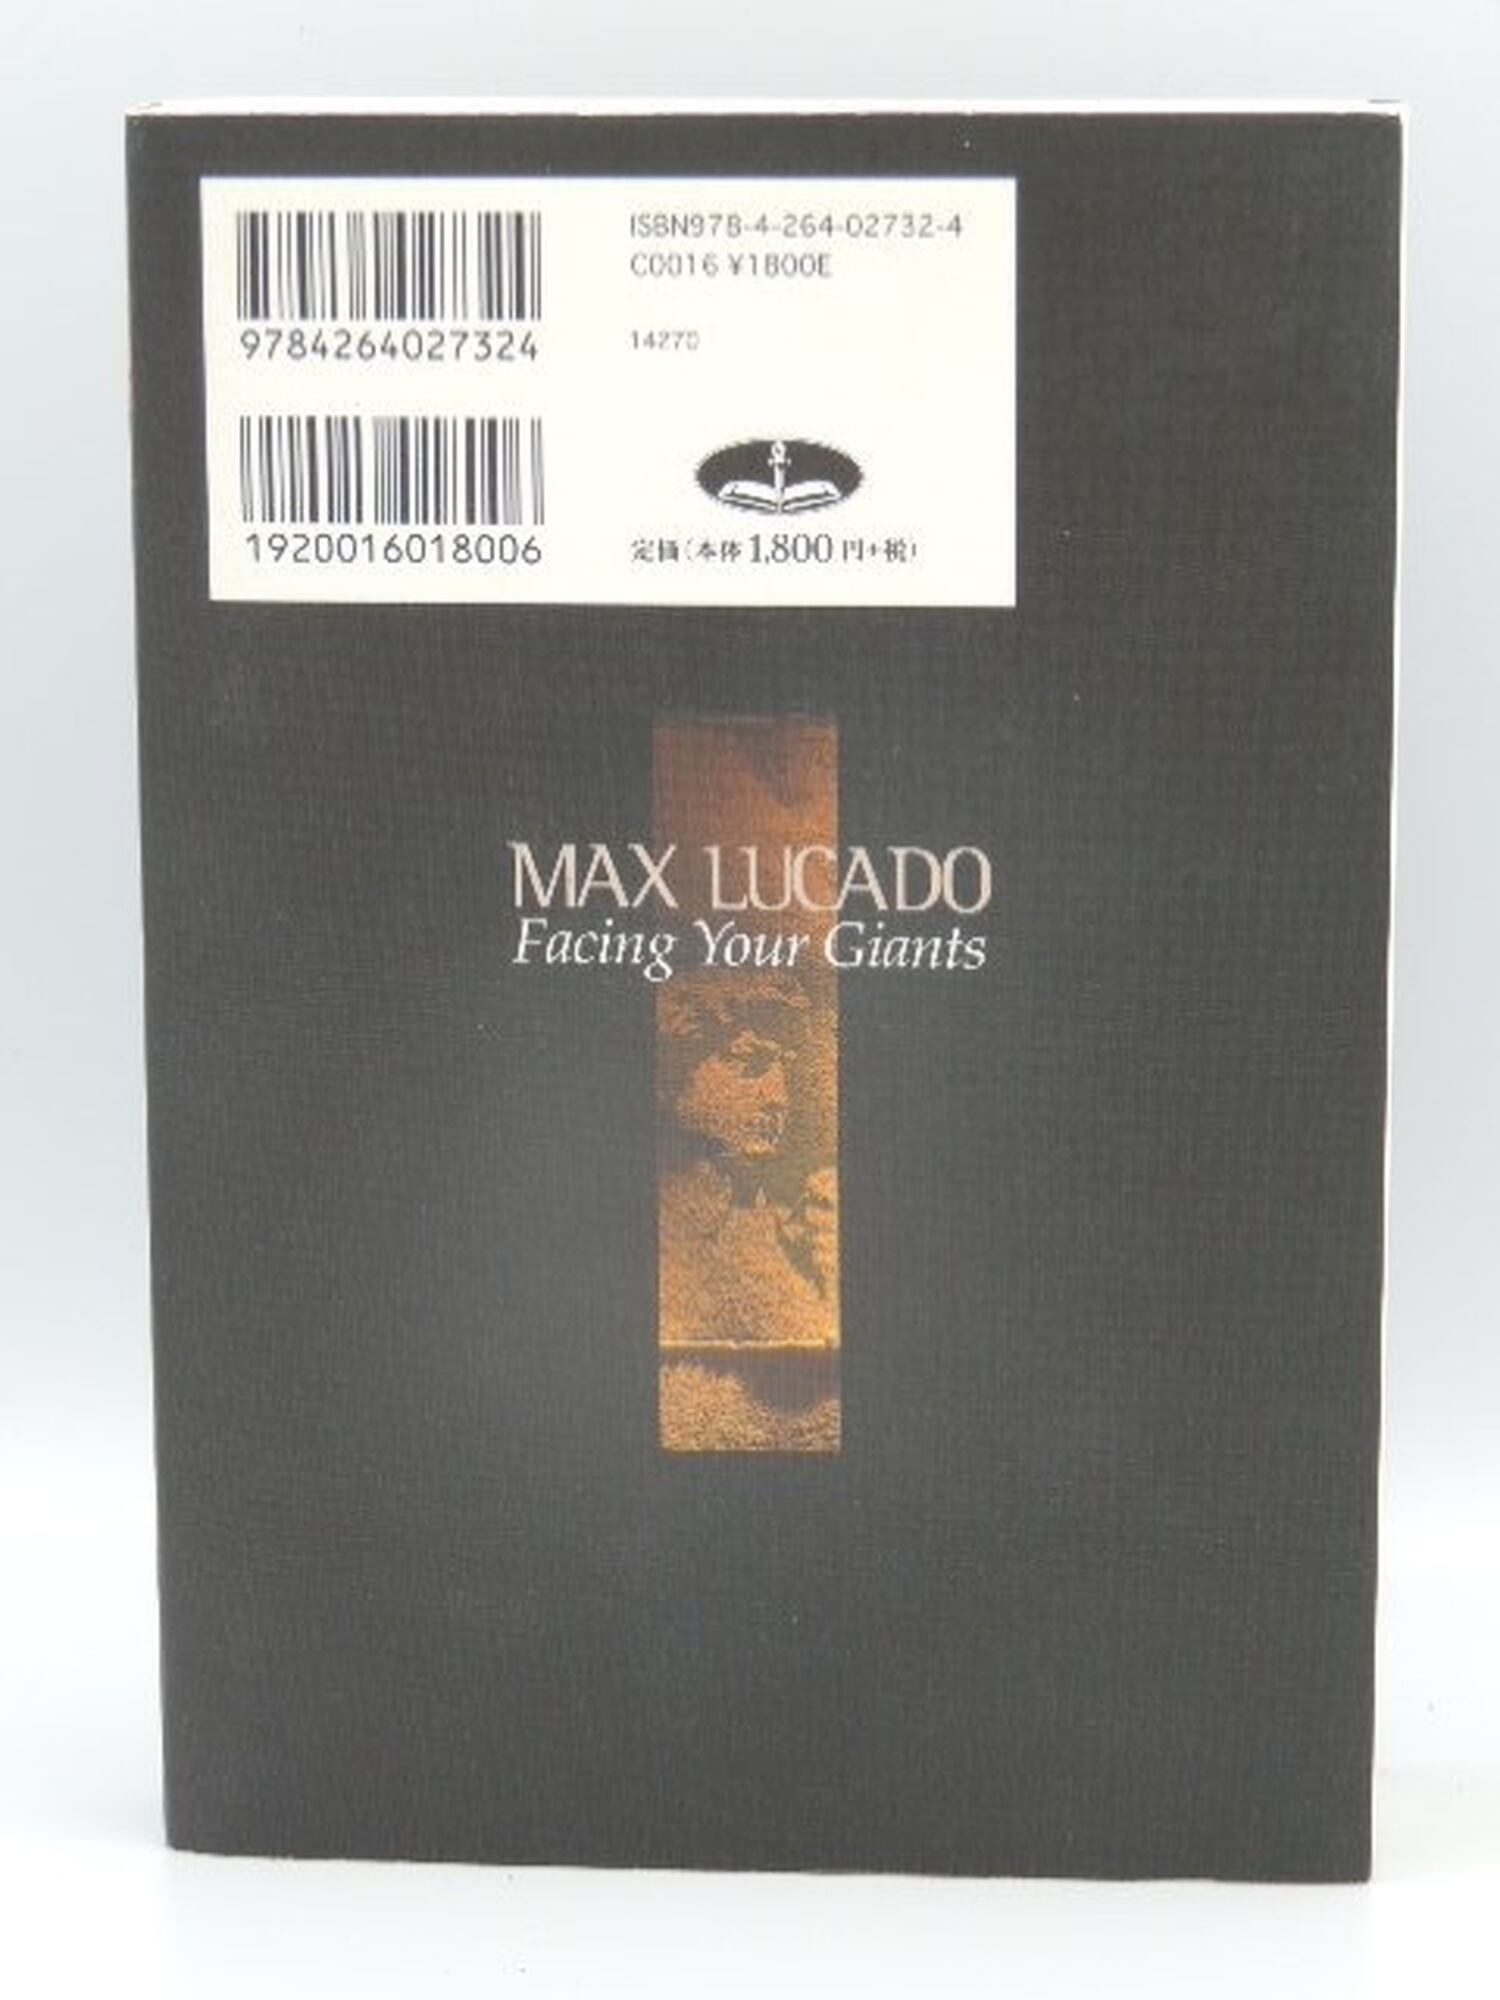 ISBN978-4-264-02732-4
C0016 ¥1800E
9784264027324
14270
1920016018006
定価(本体1,800円+税)
MAX LUCADO
Facing Your Giants